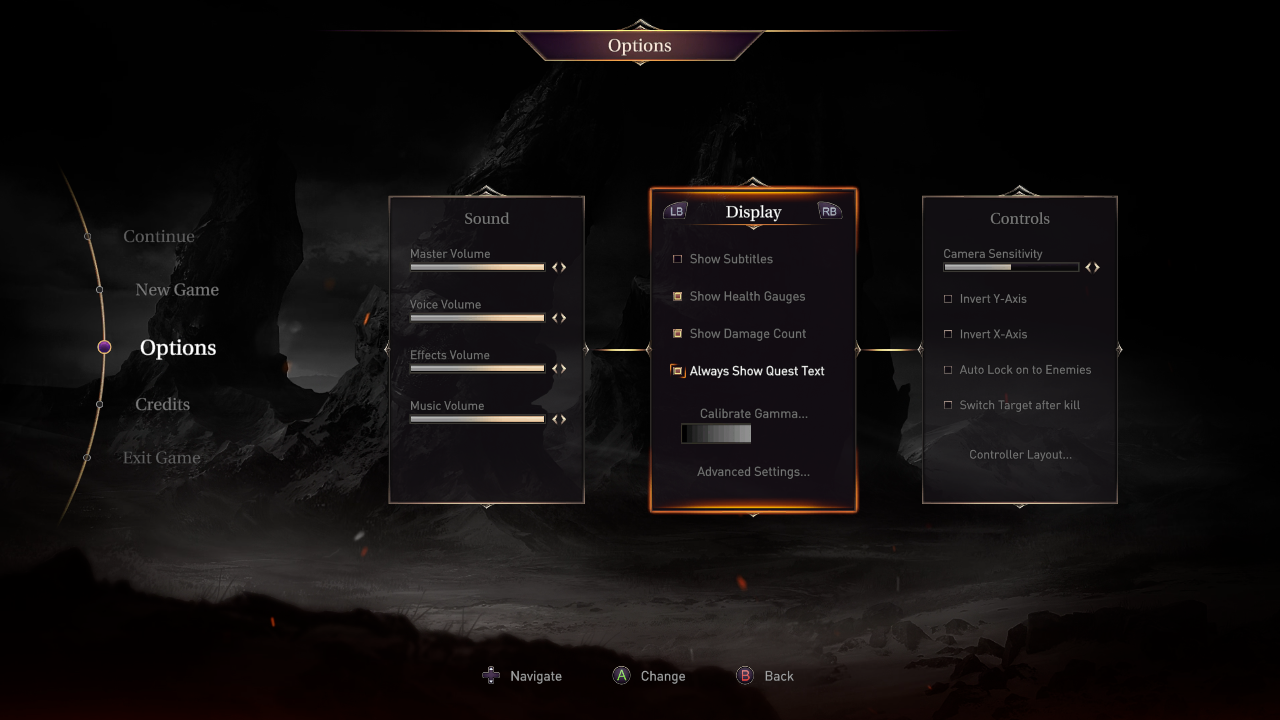 Options
Continue
New Game
Options
Credits
Exit Game
Sound
Master Volume
Voice Volume
Effects Volume
Music Volume
LB
Display
RB
Show Subtitles
Show Health Gauges
Show Damage Count
Always Show Quest Text
Calibrate Gamma...
Advanced Settings...
Controls
Camera Sensitivity
Invert Y-Axis
Invert X-Axis
Auto Lock on to Enemies
Switch Target after kill
Controller Layout...
Navigate
A Change
B Back